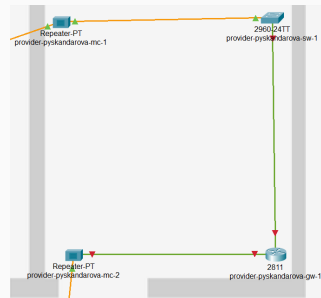 Repeater-PT
provider-pyskandarova-mc-1
2960-24TT
provider-pyskandarova-sw-1
Repeater-PT
provider-pyskandarova-mc-2
2811
provider-pyskandarova-gw-1